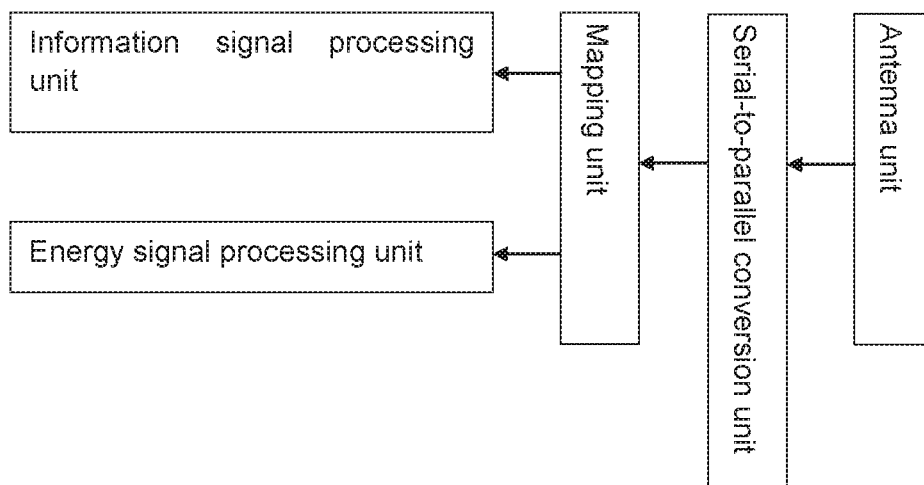 Information signal processing
unit
Energy signal processing unit
Mapping unit
Serial-to-parallel conversion unit
Antenna unit